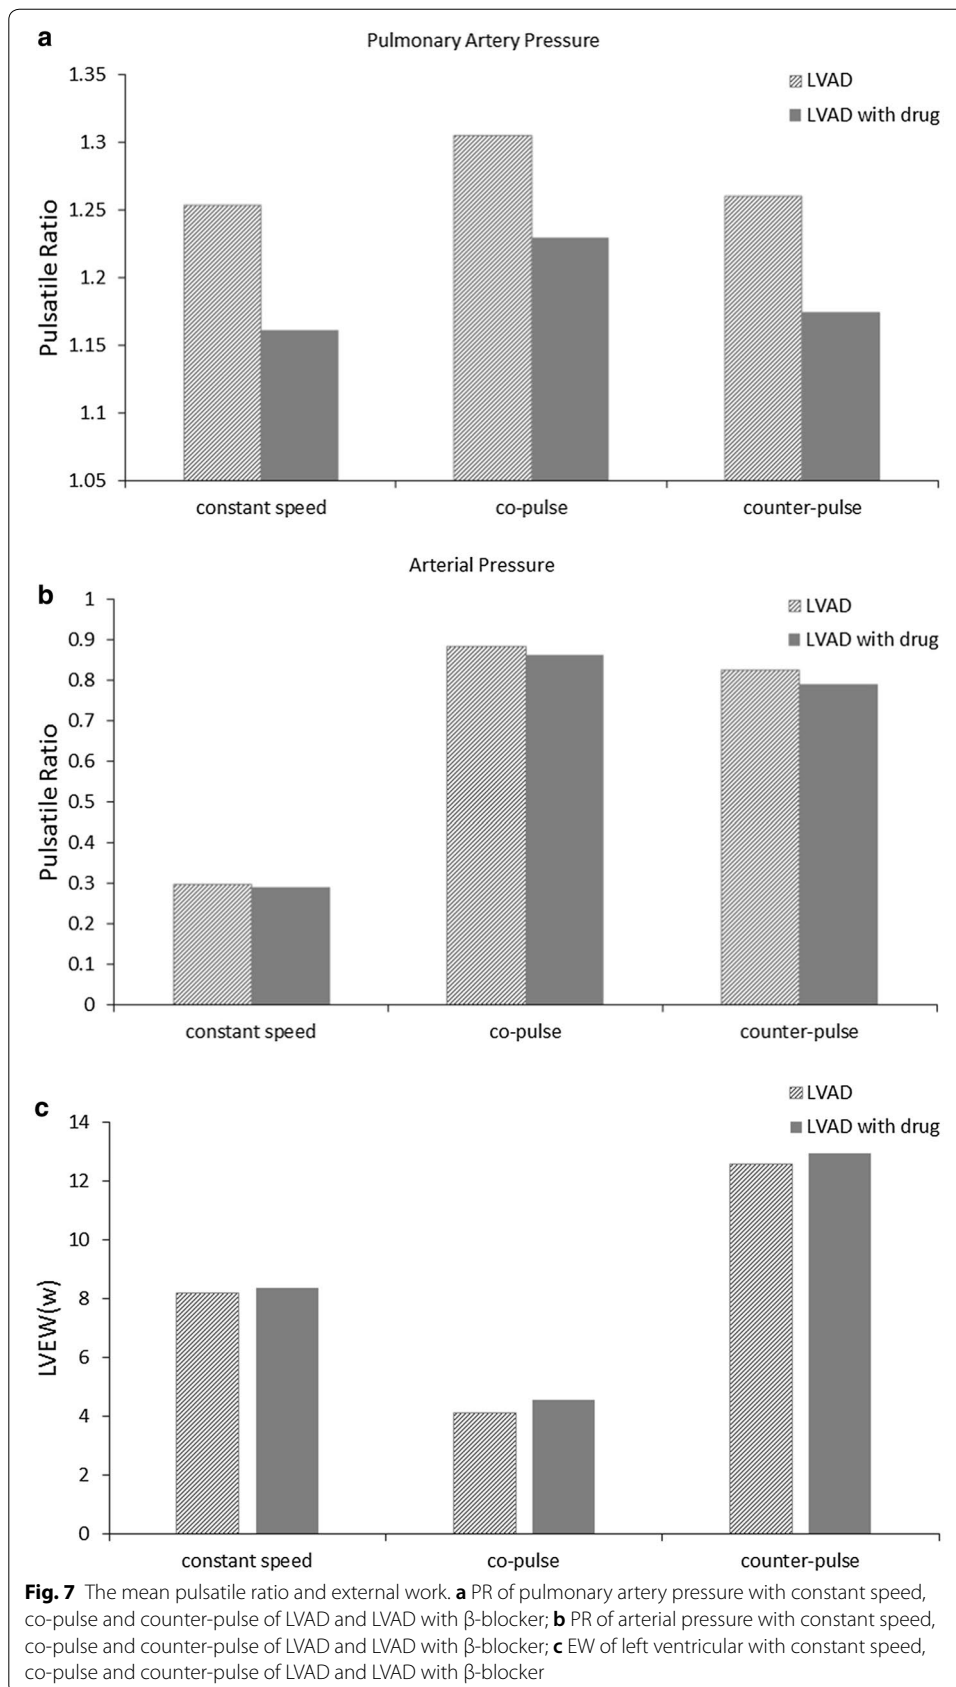 a
Pulmonary Artery Pressure
LVAD
LVAD with drug
Pulsatile Ratio
1.35
1.3
1.25
1.2
1.15
1.1
1.05
constant speed co-pulse counter-pulse
b
Arterial Pressure
LVAD
LVAD with drug
Pulsatile Ratio
1
0.9
0.8
0.7
0.6
0.5
0.4
0.3
0.2
0.1
0
constant speed co-pulse counter-pulse
c
LVAD
LVAD with drug
LVEW(w)
14
12
10
8
6
4
2
0
constant speed co-pulse counter-pulse
Fig. 7 The mean pulsatile ratio and external work. a PR of pulmonary artery pressure with constant speed,
co-pulse and counter-pulse of LVAD and LVAD with β-blocker; b PR of arterial pressure with constant speed,
co-pulse and counter-pulse of LVAD and LVAD with β-blocker; c EW of left ventricular with constant speed,
co-pulse and counter-pulse of LVAD and LVAD with β-blocker